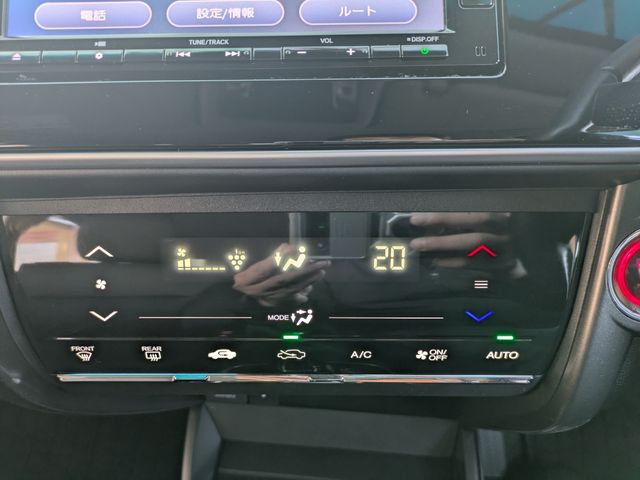 電話 設定/情報 ルート
TUNE/TRACK VOL DISP.OFF
- +
20
MODE
FRONT REAR A/C ON/OFF AUTO